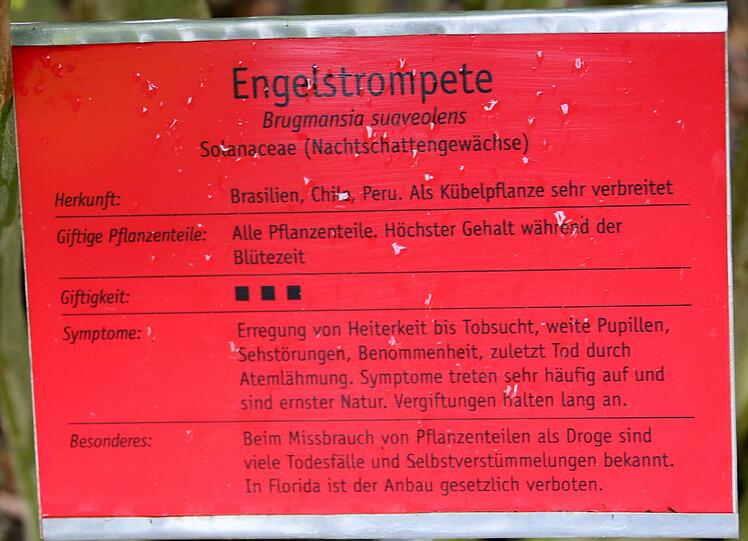 Engelstrompete
Brugmansia suaveolens
Solanaceae (Nachtschattengewächse)
Herkunft: Brasilien, Chile, Peru. Als Kübelpflanze sehr verbreitet
Giftige Pflanzenteile: Alle Pflanzenteile. Höchster Gehalt während der
Blütezeit
Giftigkeit: ■ ■ ■
Symptome: Erregung von Heiterkeit bis Tobsucht, weite Pupillen,
Sehstörungen, Benommenheit, zuletzt Tod durch
Atemlähmung. Symptome treten sehr häufig auf und
sind ernster Natur. Vergiftungen halten lang an.
Besonderes: Beim Missbrauch von Pflanzenteilen als Droge sind
viele Todesfälle und Selbstverstümmelungen bekannt.
In Florida ist der Anbau gesetzlich verboten.